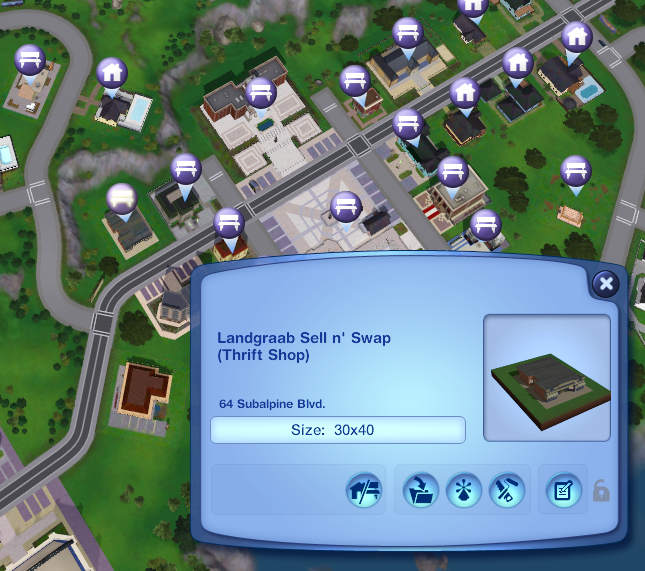 Landgraab Sell n' Swap
(Thrift Shop)
64 Subalpine Blvd.
Size: 30x40